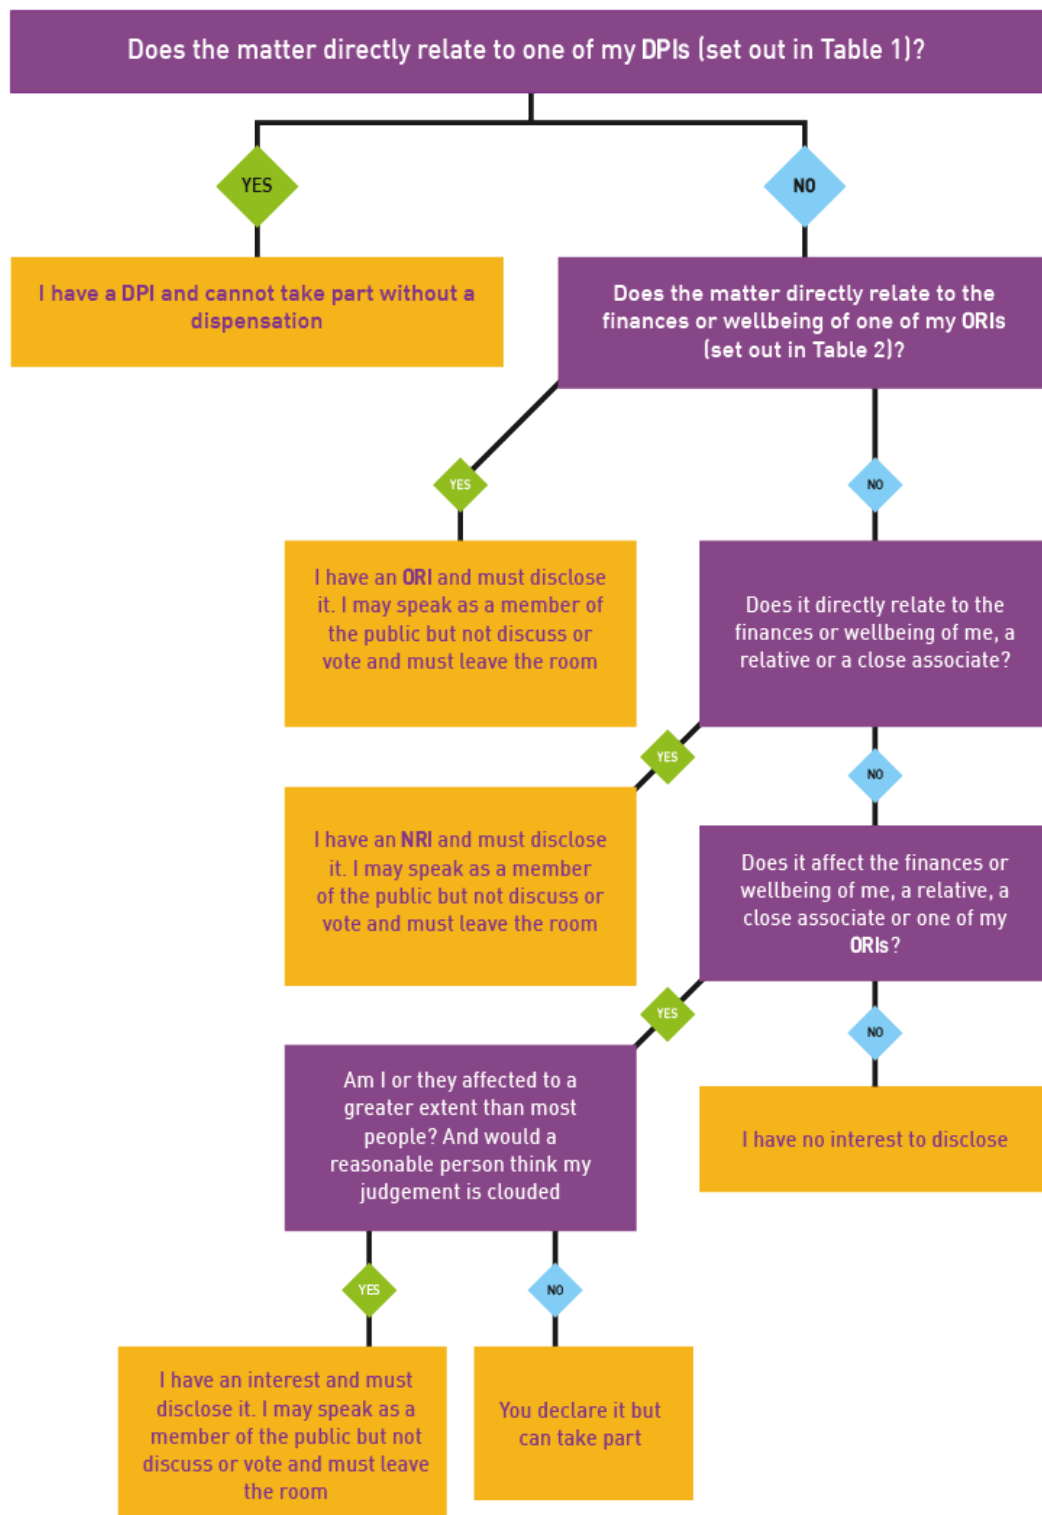 Does the matter directly relate to one of my DPIs (set out in Table 1)?
YES
NO
I have a DPI and cannot take part without a
dispensation
Does the matter directly relate to the
finances or wellbeing of one of my ORIs
(set out in Table 2)?
YES
NO
I have an ORI and must disclose
it. I may speak as a member of
the public but not discuss or
vote and must leave the room
Does it directly relate to the
finances or wellbeing of me, a
relative or a close associate?
YES
NO
I have an NRI and must disclose
it. I may speak as a member
of the public but not discuss or
vote and must leave the room
Does it affect the finances or
wellbeing of me, a relative, a
close associate or one of my
ORIs?
YES
NO
Am I or they affected to a
greater extent than most
people? And would a
reasonable person think my
judgement is clouded
I have no interest to disclose
YES
NO
I have an interest and must
disclose it. I may speak as a
member of the public but not
discuss or vote and must leave
the room
You declare it but
can take part